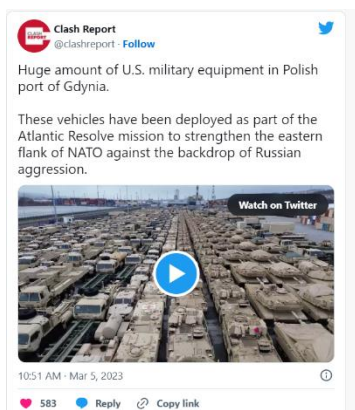 Clash Report
@clashreport · Follow
Huge amount of U.S. military equipment in Polish
port of Gdynia.
These vehicles have been deployed as part of the
Atlantic Resolve mission to strengthen the eastern
flank of NATO against the backdrop of Russian
aggression.
Watch on Twitter
10:51 AM · Mar 5, 2023
583 Reply Copy link